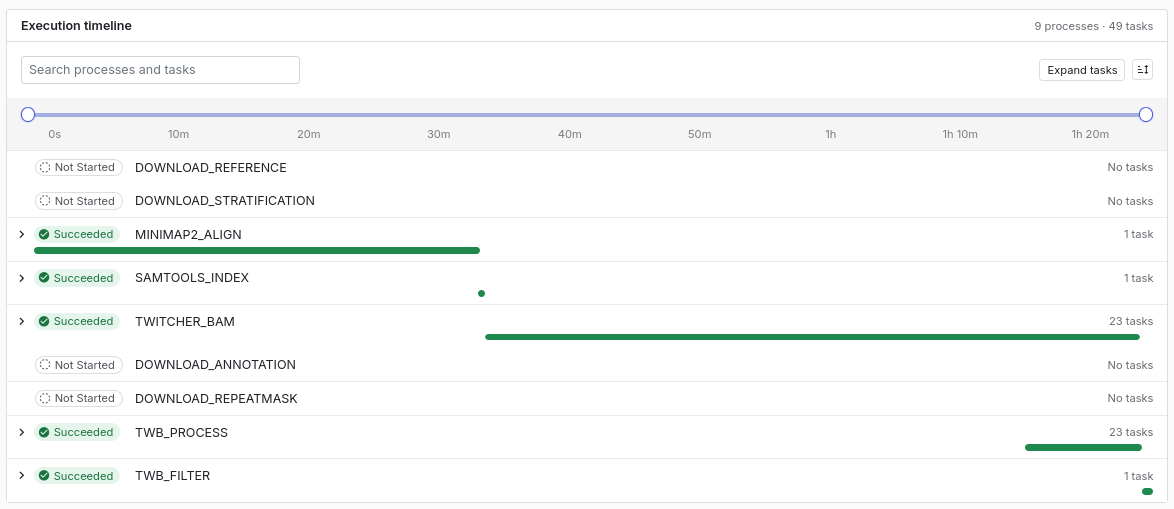 Execution timeline 9 processes · 49 tasks
Search processes and tasks Expand tasks
0s 10m 20m 30m 40m 50m 1h 1h 10m 1h 20m
Not Started DOWNLOAD_REFERENCE No tasks
Not Started DOWNLOAD_STRATIFICATION No tasks
Succeeded MINIMAP2_ALIGN 1 task
Succeeded SAMTOOLS_INDEX 1 task
Succeeded TWITCHER_BAM 23 tasks
Not Started DOWNLOAD_ANNOTATION No tasks
Not Started DOWNLOAD_REPEATMASK No tasks
Succeeded TWB_PROCESS 23 tasks
Succeeded TWB_FILTER 1 task